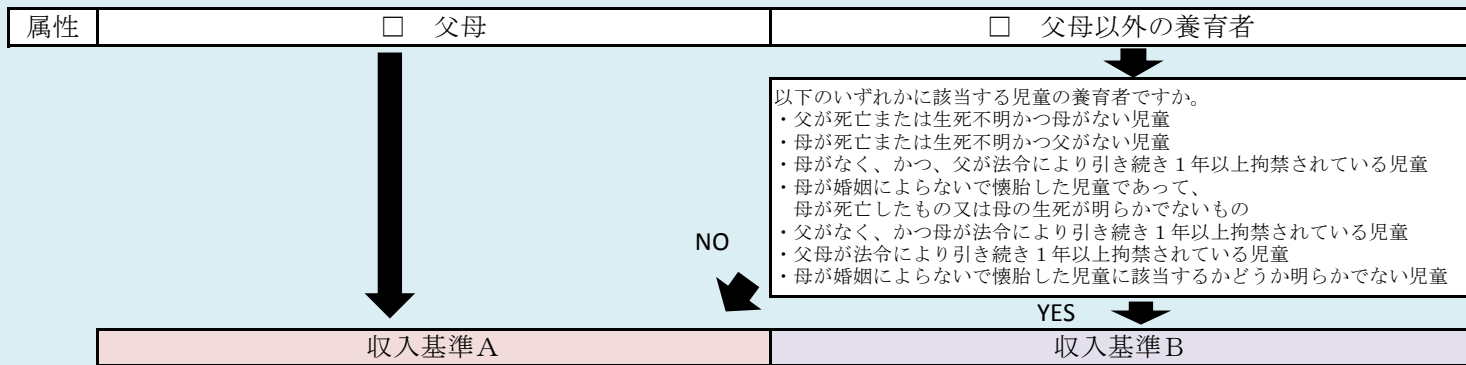 属性
□ 父母
□ 父母以外の養育者
以下のいずれかに該当する児童の養育者ですか。
・父が死亡または生死不明かつ母がない児童
・母が死亡または生死不明かつ父がない児童
・母がなく、かつ、父が法令により引き続き１年以上拘禁されている児童
・母が婚姻によらないで懐胎した児童であって、
母が死亡したもの又は母の生死が明らかでないもの
・父がなく、かつ母が法令により引き続き１年以上拘禁されている児童
・父母が法令により引き続き１年以上拘禁されている児童
・母が婚姻によらないで懐胎した児童に該当するかどうか明らかでない児童
NO
YES
収入基準Ａ
収入基準Ｂ